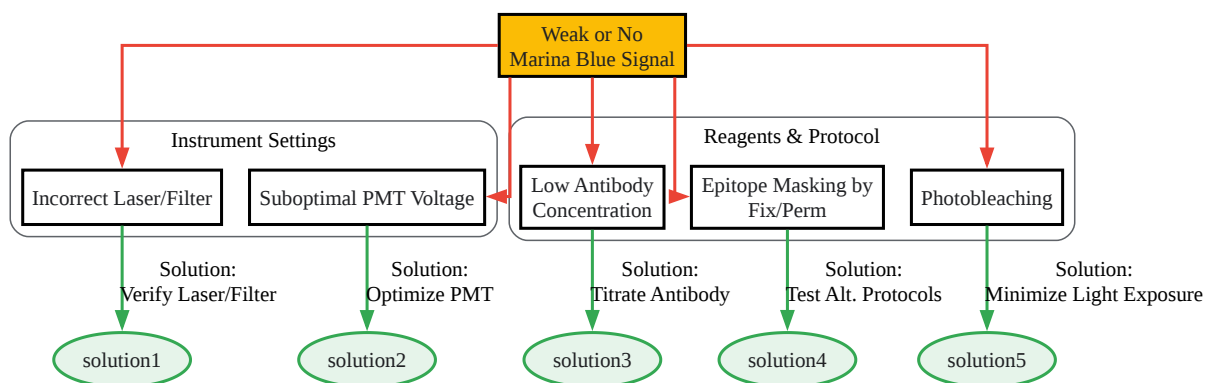 Weak or No
Marina Blue Signal
Instrument Settings
Reagents & Protocol
Incorrect Laser/Filter
Suboptimal PMT Voltage
Low Antibody
Concentration
Epitope Masking by
Fix/Perm
Photobleaching
Solution:
Verify Laser/Filter
Solution:
Optimize PMT
Solution:
Titrate Antibody
Solution:
Test Alt. Protocols
Solution:
Minimize Light Exposure
solution1
solution2
solution3
solution4
solution5